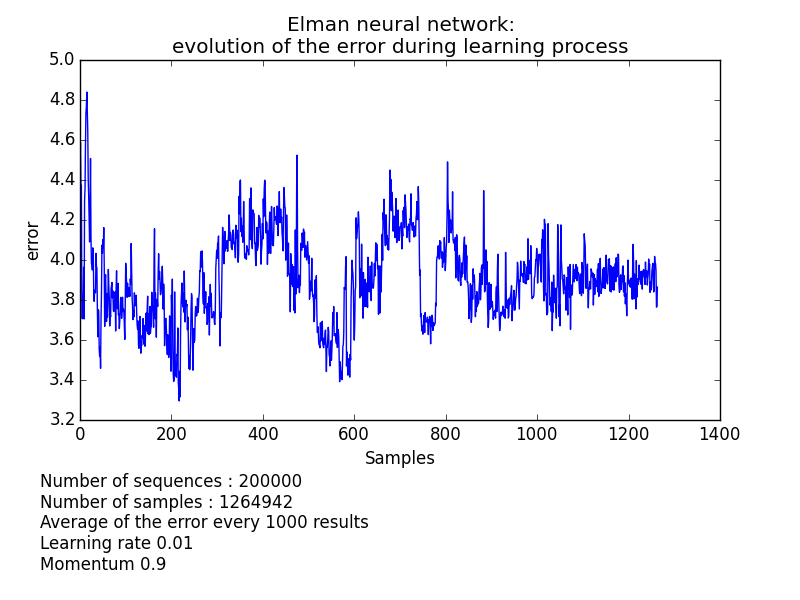 Elman neural network:
evolution of the error during learning process
5.0
4.8
4.6
4.4
4.2
4.0
3.8
3.6
3.4
3.2
error
0 200 400 600 800 1000 1200 1400
Samples
Number of sequences : 200000
Number of samples : 1264942
Average of the error every 1000 results
Learning rate 0.01
Momentum 0.9